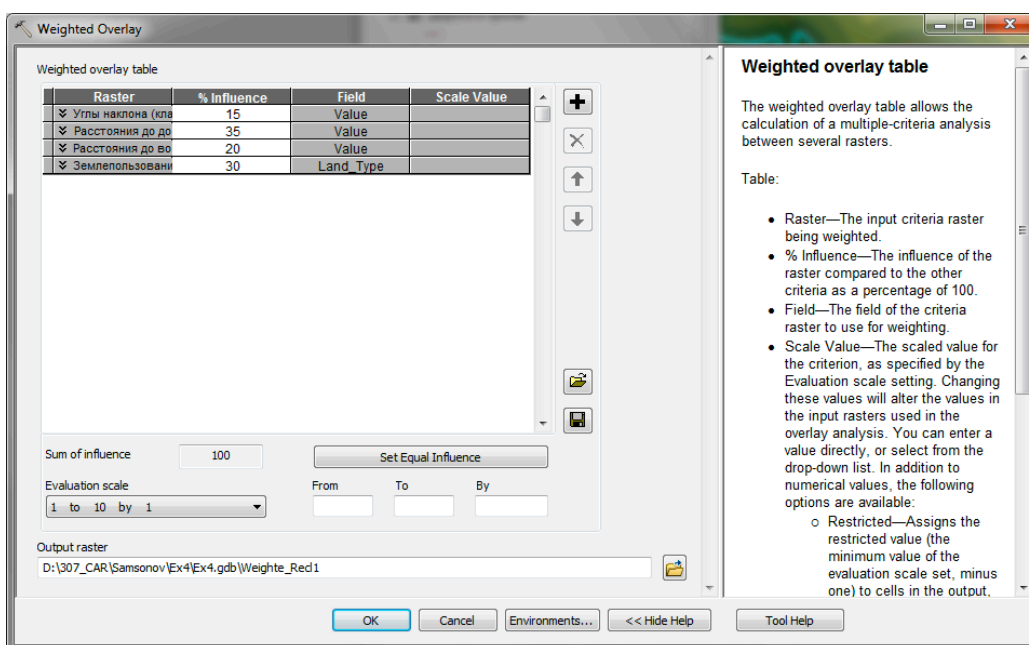 Weighted Overlay
Weighted overlay table
Raster % Influence Field Scale Value
Углы наклона (кла 15 Value
Расстояния до до 35 Value
Расстояния до во 20 Value
Землепользовани 30 Land_Type
Sum of influence 100 Set Equal Influence
Evaluation scale From To By
1 to 10 by 1
Output raster
D:\307_CAR\Samsonov\Ex4\Ex4.gdb\Weighte_Recl1
OK Cancel Environments... << Hide Help Tool Help
Weighted overlay table
The weighted overlay table allows the
calculation of a multiple-criteria analysis
between several rasters.
Table:
• Raster—The input criteria raster
being weighted.
• % Influence—The influence of the
raster compared to the other
criteria as a percentage of 100.
• Field—The field of the criteria
raster to use for weighting.
• Scale Value—The scaled value for
the criterion, as specified by the
Evaluation scale setting. Changing
these values will alter the values in
the input rasters used in the
overlay analysis. You can enter a
value directly, or select from the
drop-down list. In addition to
numerical values, the following
options are available:
o Restricted—Assigns the
restricted value (the
minimum value of the
evaluation scale set, minus
one) to cells in the output,